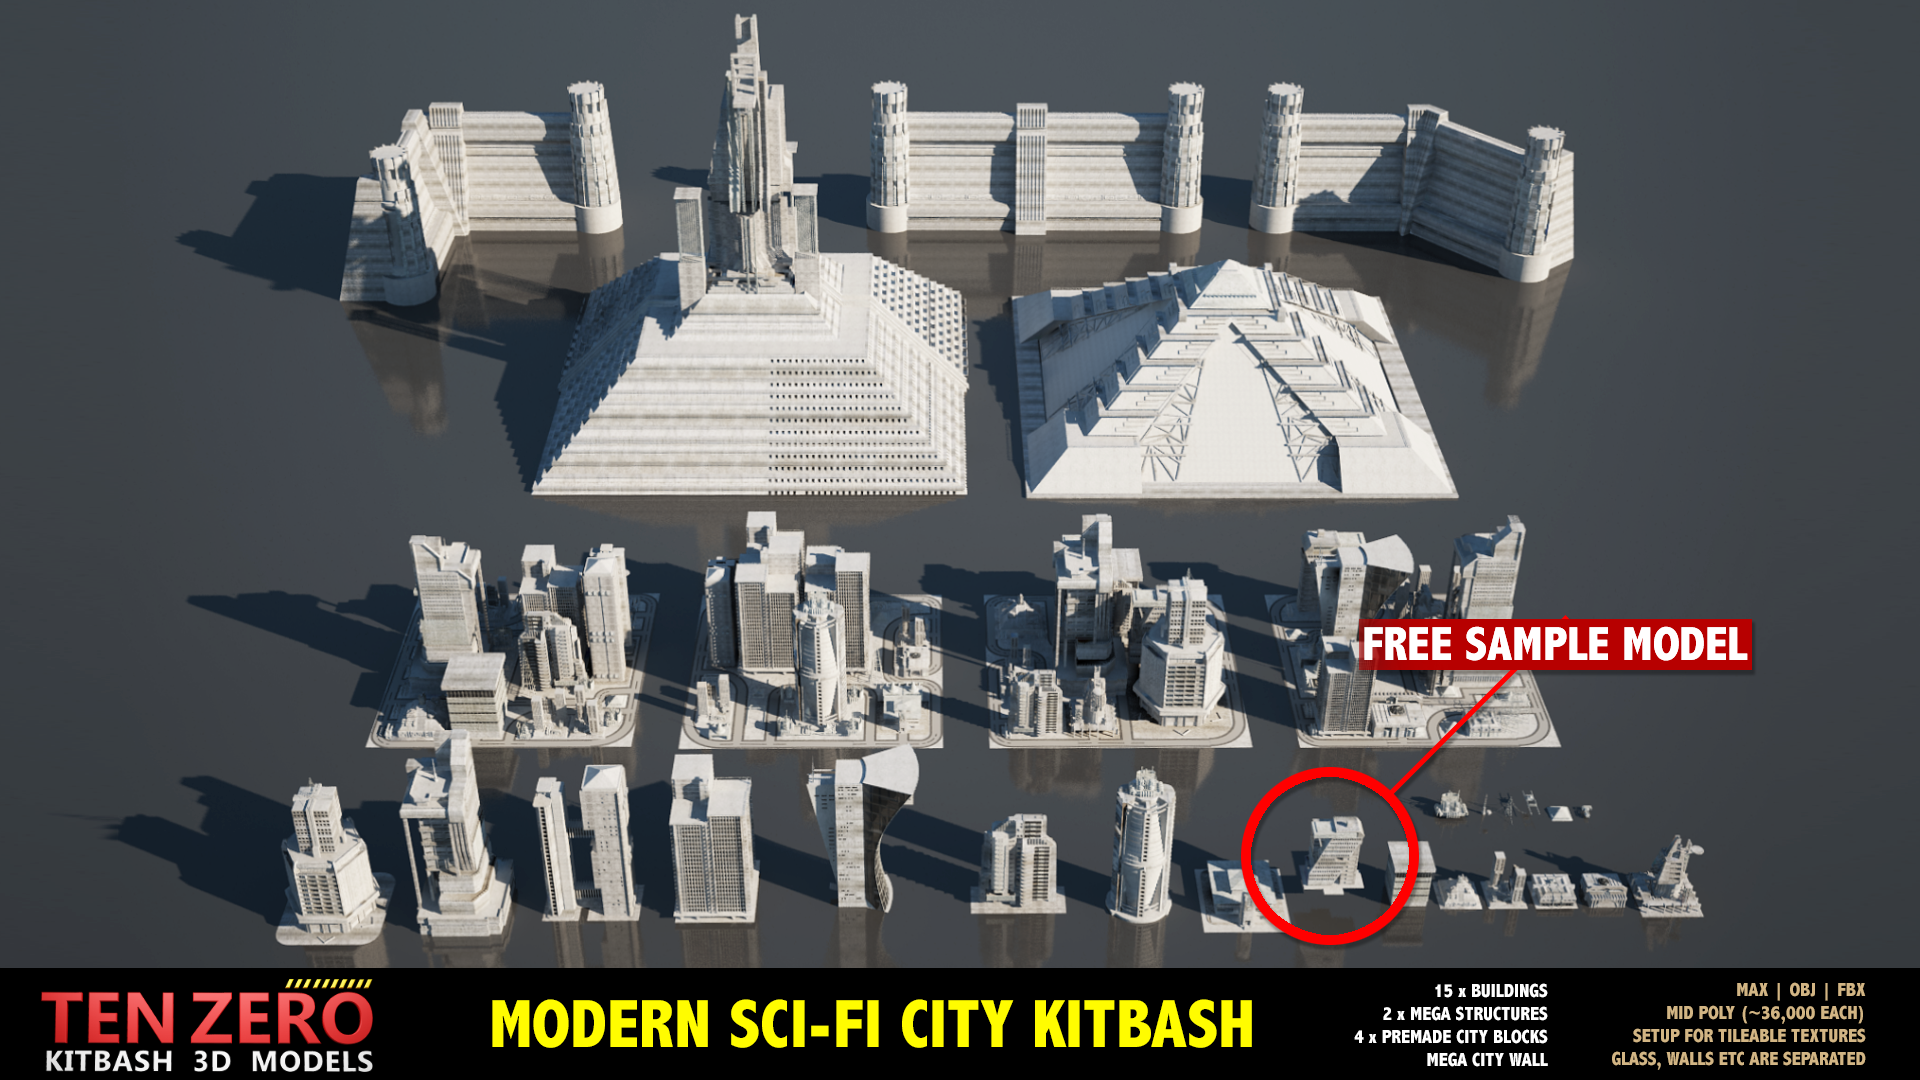 FREE SAMPLE MODEL
TEN ZERO
KITBASH 3D MODELS
MODERN SCI-FI CITY KITBASH
15 x BUILDINGS
2 x MEGA STRUCTURES
4 x PREMADE CITY BLOCKS
MEGA CITY WALL
MAX | OBJ | FBX
MID POLY (~36,000 EACH)
SETUP FOR TILEABLE TEXTURES
GLASS, WALLS ETC ARE SEPARATED